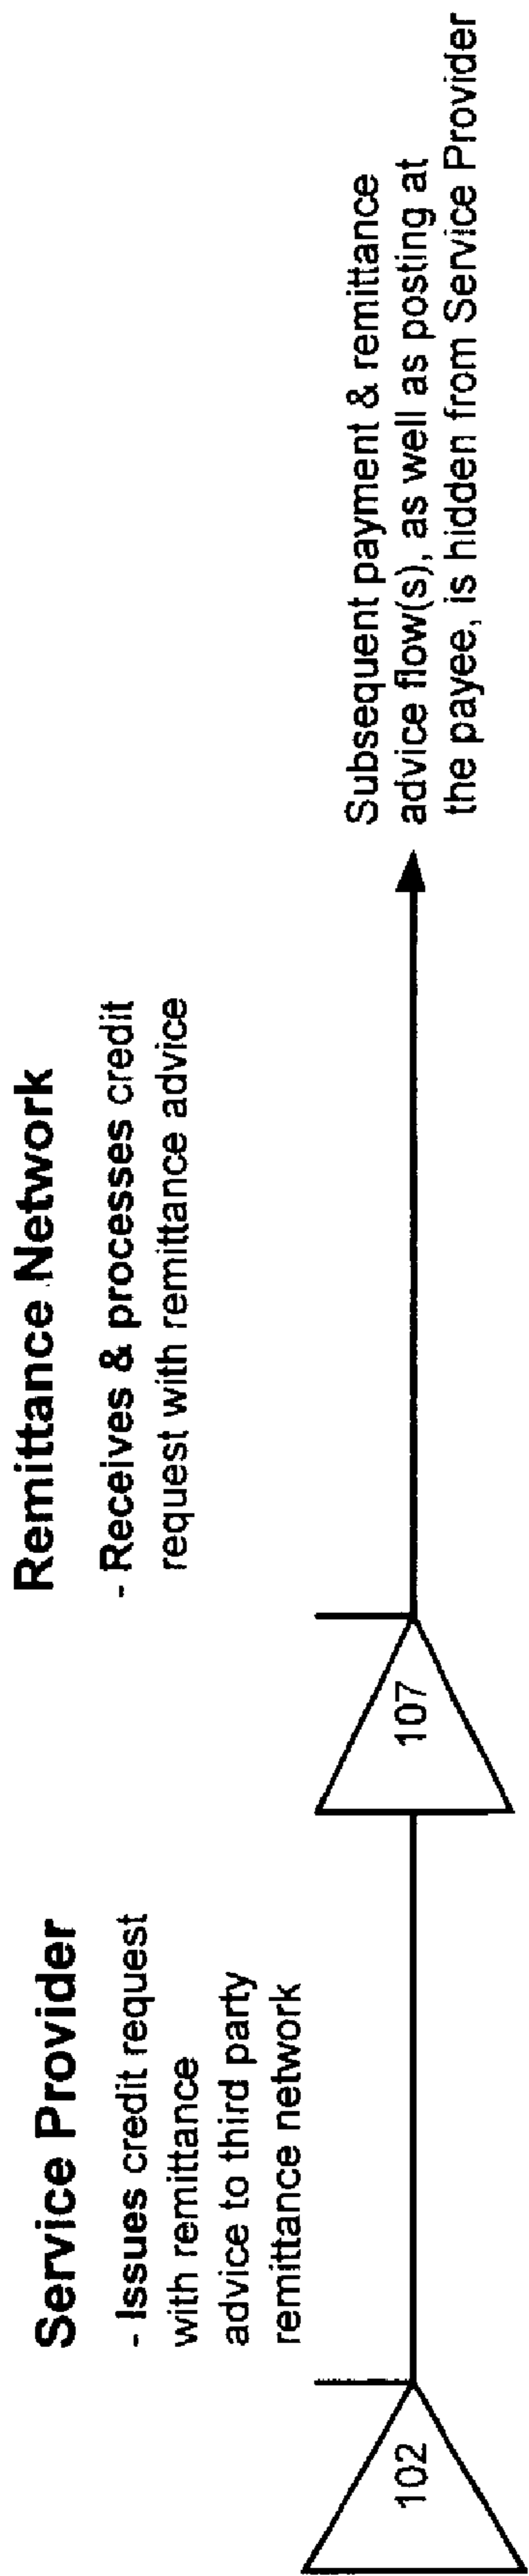 Service Provider
- Issues credit request
with remittance
advice to third party
remittance network
102
Remittance Network
- Receives & processes credit
request with remittance advice
107
Subsequent payment & remittance
advice flow(s), as well as posting at
the payee, is hidden from Service Provider